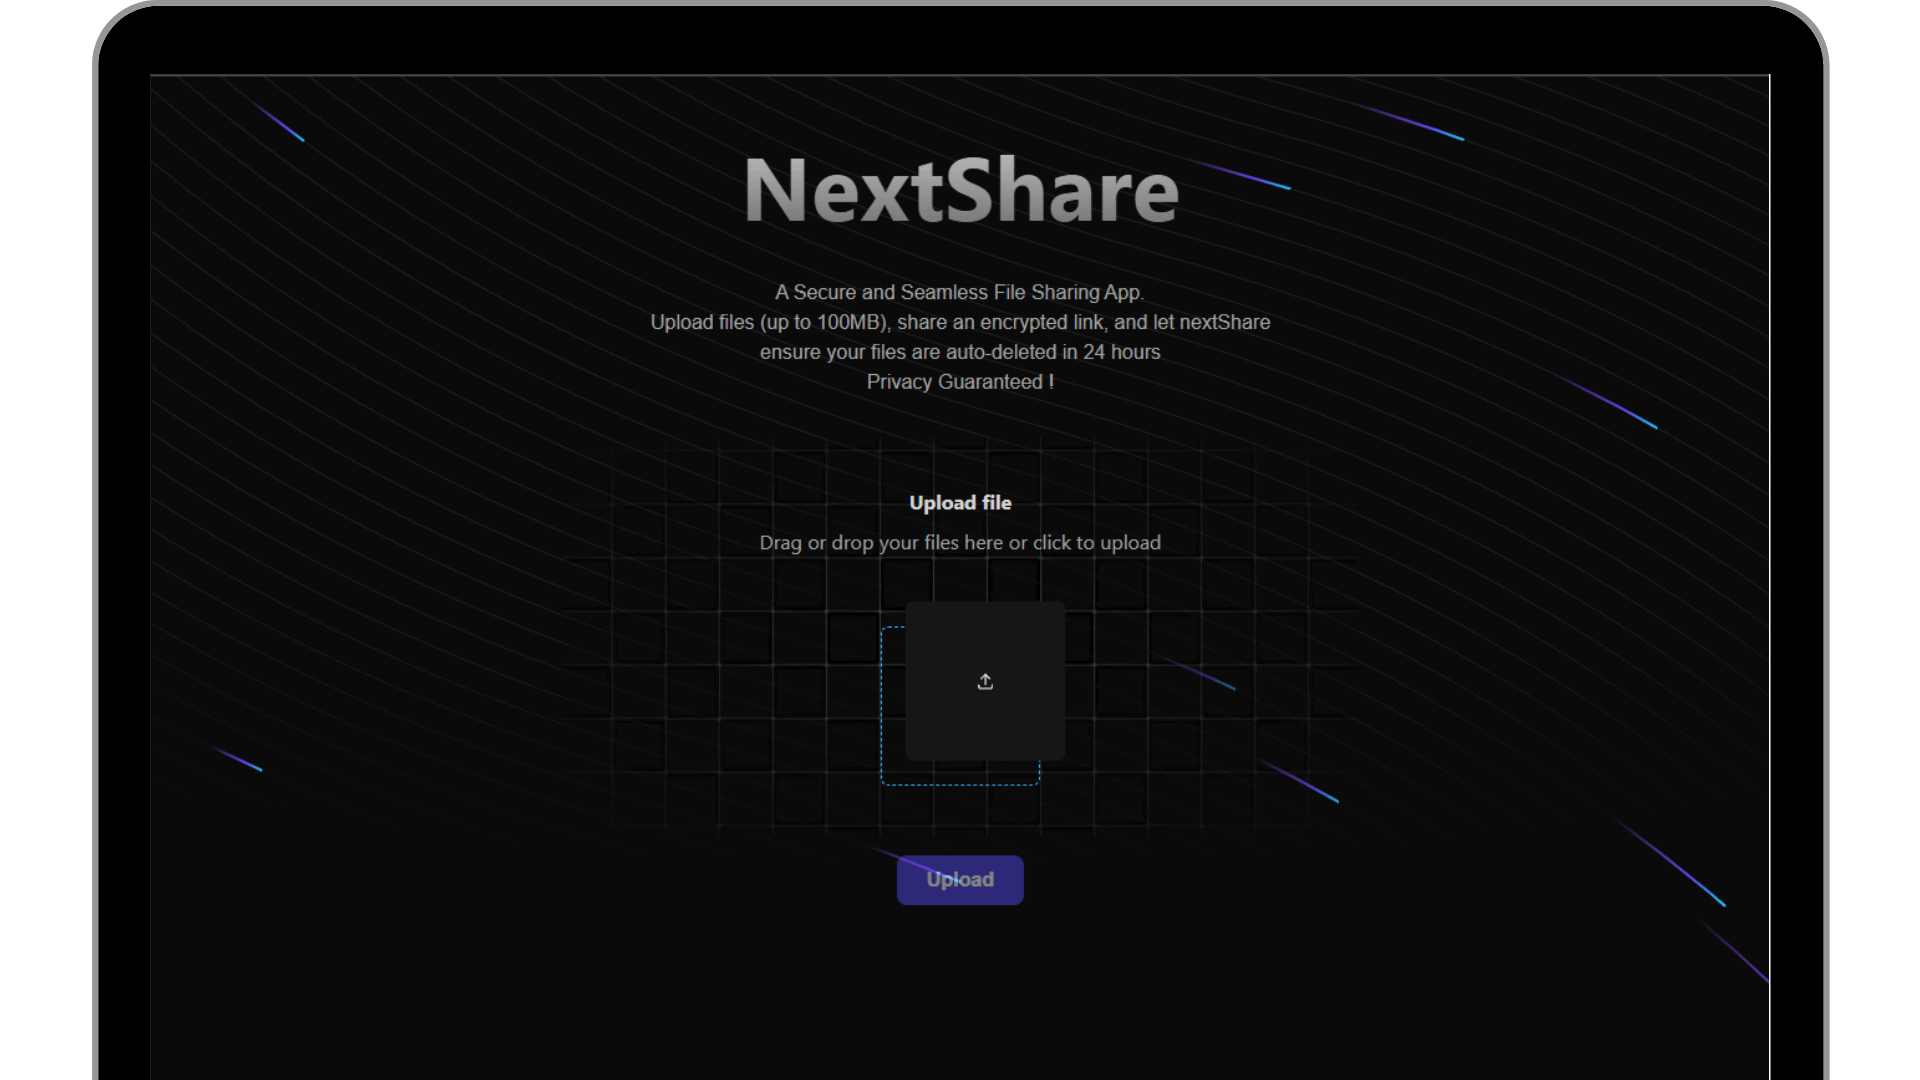 NextShare
A Secure and Seamless File Sharing App.
Upload files (up to 100MB), share an encrypted link, and let nextShare
ensure your files are auto-deleted in 24 hours
Privacy Guaranteed !
Upload file
Drag or drop your files here or click to upload
Upload